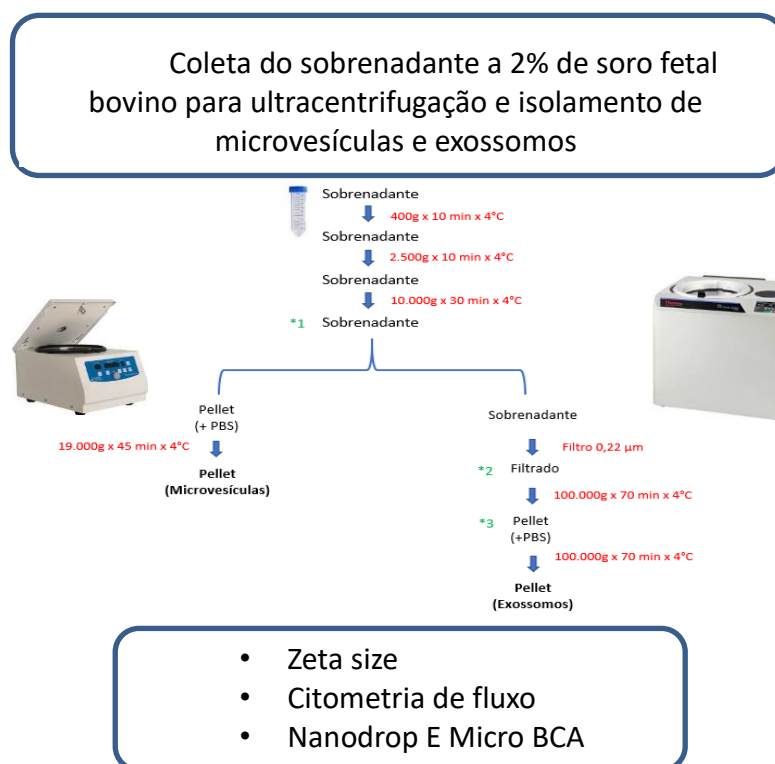 Coleta do sobrenadante a 2% de soro fetal
bovino para ultracentrifugação e isolamento de
microvesículas e exossomos
Sobrenadante
400g x 10 min x 4°C
Sobrenadante
2.500g x 10 min x 4°C
Sobrenadante
10.000g x 30 min x 4°C
*1 Sobrenadante
Pellet
(+ PBS)
19.000g x 45 min x 4°C
Pellet
(Microvesículas)
Sobrenadante
Filtro 0,22 µm
*2 Filtrado
100.000g x 70 min x 4°C
*3 Pellet
(+PBS)
100.000g x 70 min x 4°C
Pellet
(Exossomos)
• Zeta size
• Citometria de fluxo
• Nanodrop E Micro BCA